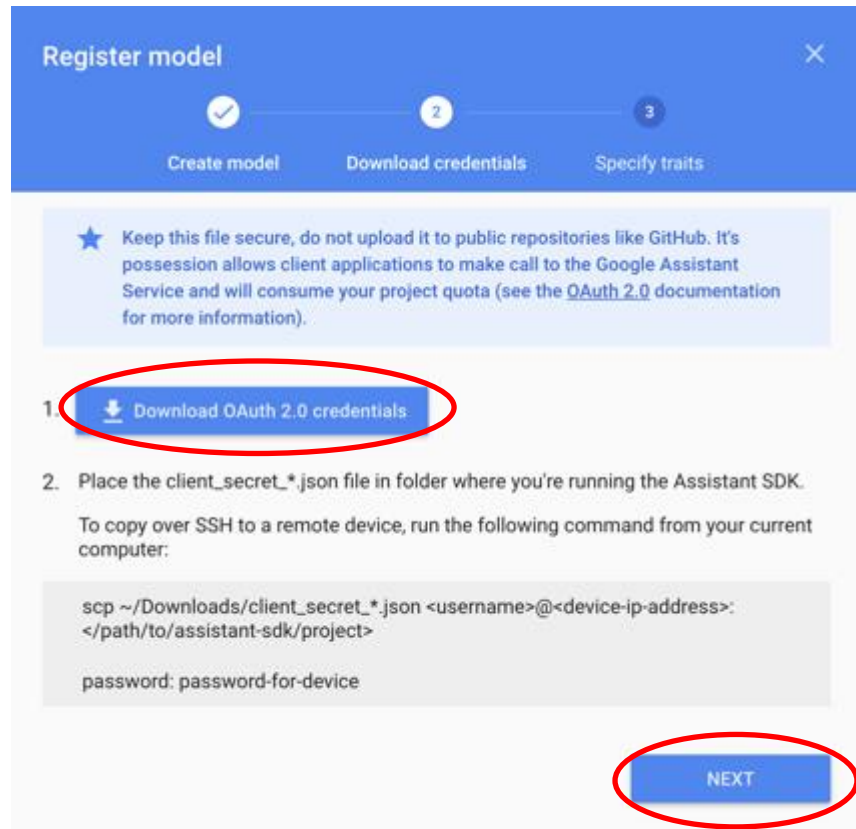 Register model
2
3
Create model
Download credentials
Specify traits
Keep this file secure, do not upload it to public repositories like GitHub. It's
possession allows client applications to make call to the Google Assistant
Service and will consume your project quota (see the OAuth 2.0 documentation
for more information).
1. Download OAuth 2.0 credentials
2. Place the client_secret_*.json file in folder where you're running the Assistant SDK.
To copy over SSH to a remote device, run the following command from your current
computer:
scp ~/Downloads/client_secret_*.json <username>@<device-ip-address>:
</path/to/assistant-sdk/project>
password: password-for-device
NEXT